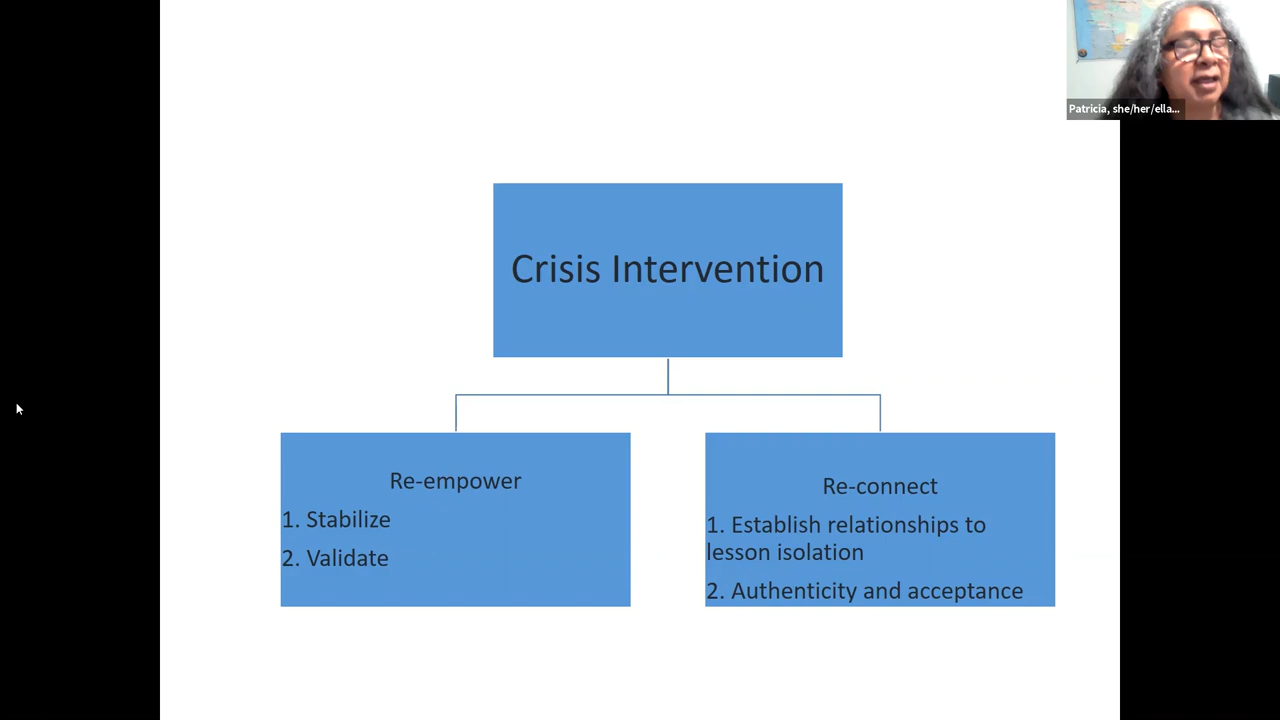 Patricia, she/her/ella...
Crisis Intervention
Re-empower
1. Stabilize
2. Validate
Re-connect
1. Establish relationships to
lesson isolation
2. Authenticity and acceptance